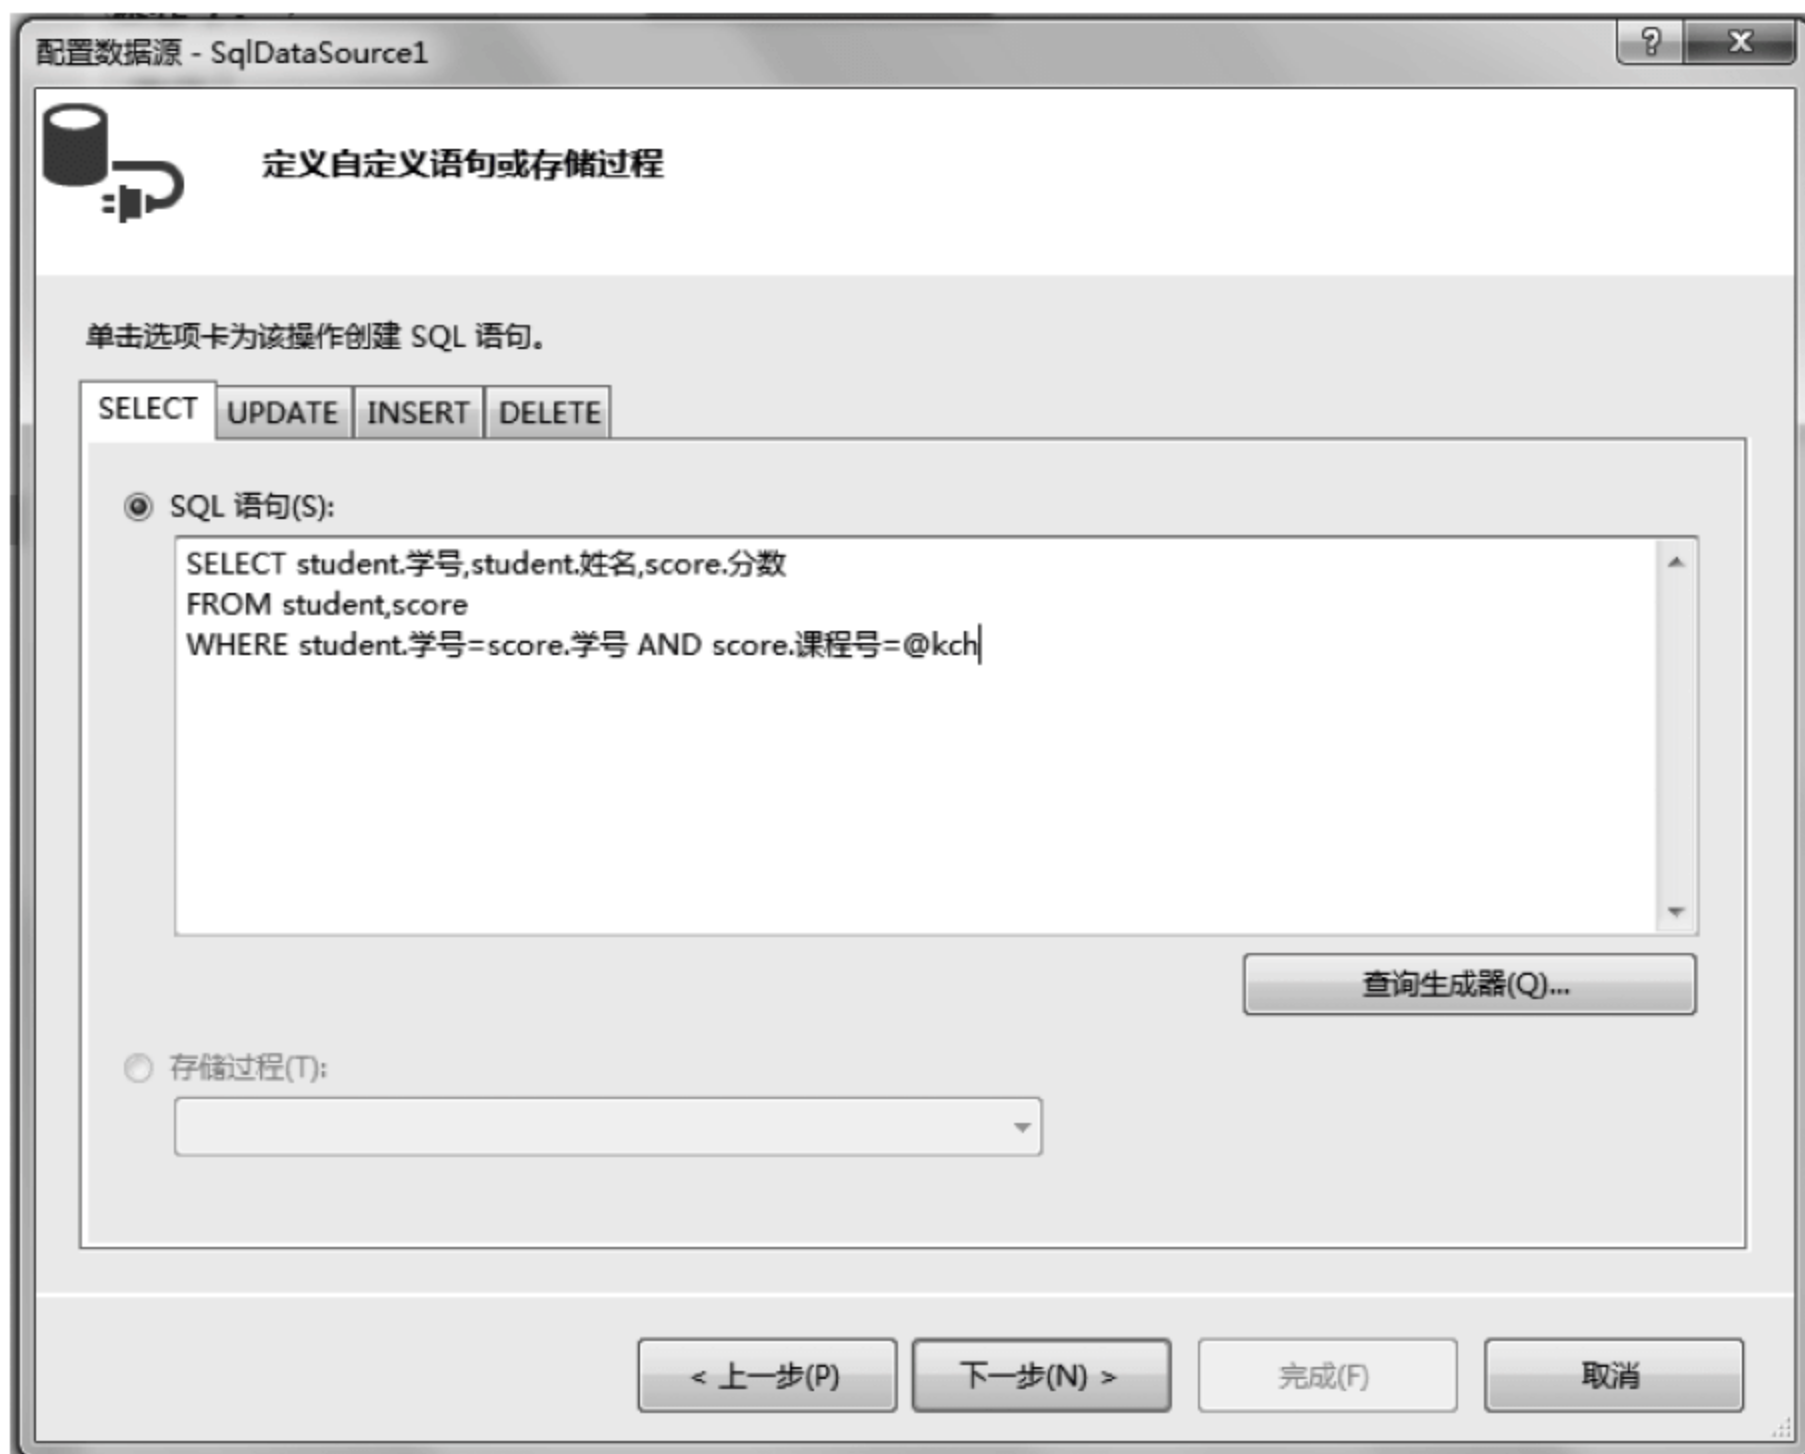 配置数据源 - SqlDataSource1
定义自定义语句或存储过程
单击选项卡为该操作创建 SQL 语句。
SELECT UPDATE INSERT DELETE
SQL 语句(S):
SELECT student.学号,student.姓名,score.分数
FROM student,score
WHERE student.学号=score.学号 AND score.课程号=@kch
查询生成器(Q)...
存储过程(T):
< 上一步(P) 下一步(N) > 完成(F) 取消